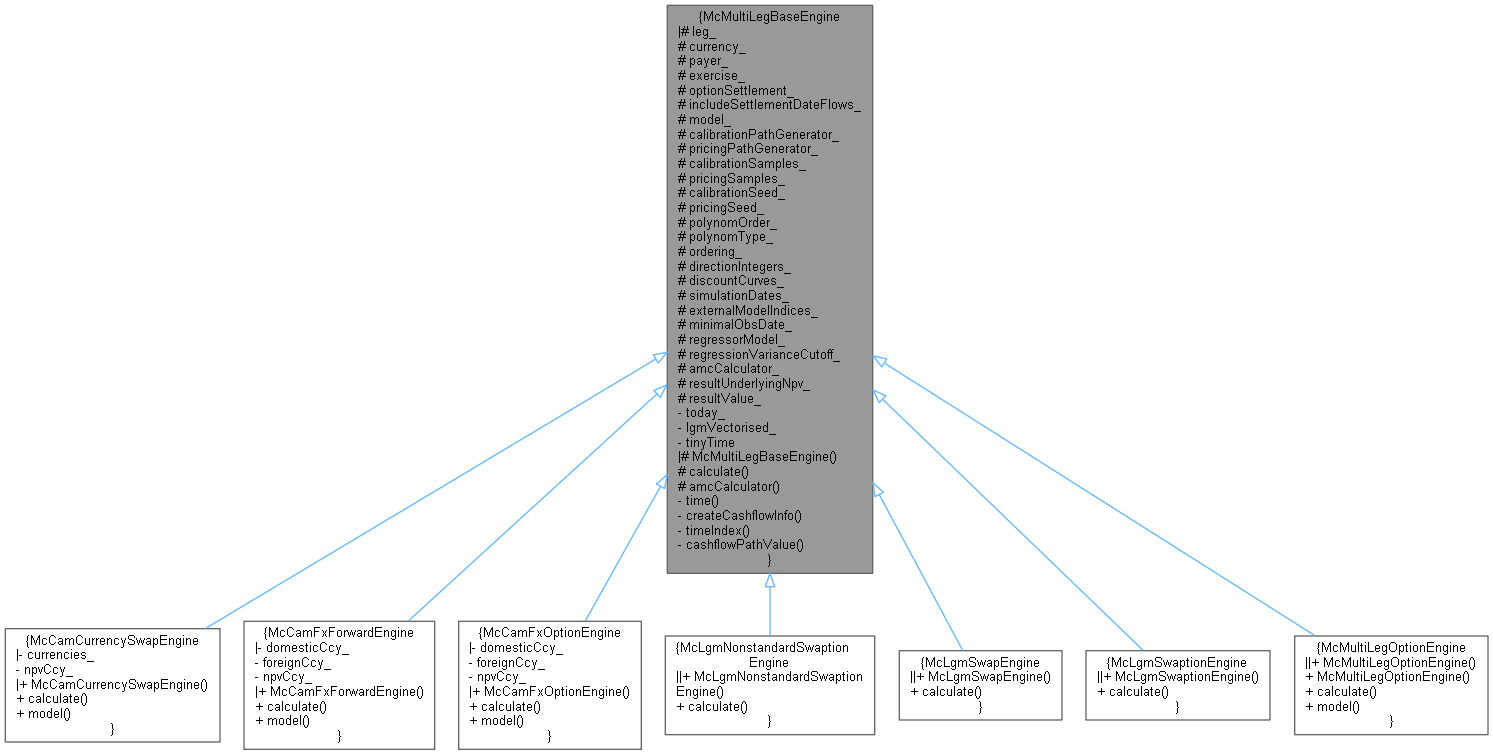 {McMultiLegBaseEngine
|# leg_
# currency_
# payer_
# exercise_
# optionSettlement_
# includeSettlementDateFlows_
# model_
# calibrationPathGenerator_
# pricingPathGenerator_
# calibrationSamples_
# pricingSamples_
# calibrationSeed_
# pricingSeed_
# polynomOrder_
# polynomType_
# ordering_
# directionIntegers_
# discountCurves_
# simulationDates_
# externalModelIndices_
# minimalObsDate_
# regressorModel_
# regressionVarianceCutoff_
# amcCalculator_
# resultUnderlyingNpv_
# resultValue_
- today_
- lgmVectorised_
- tinyTime
|# McMultiLegBaseEngine()
# calculate()
# amcCalculator()
- time()
- createCashflowInfo()
- timeIndex()
- cashflowPathValue()
}
{McCamCurrencySwapEngine
|- currencies_
- npvCcy_
|+ McCamCurrencySwapEngine()
+ calculate()
+ model()
}
{McCamFxForwardEngine
|- domesticCcy_
- foreignCcy_
- npvCcy_
|+ McCamFxForwardEngine()
+ calculate()
+ model()
}
{McCamFxOptionEngine
|- domesticCcy_
- foreignCcy_
- npvCcy_
|+ McCamFxOptionEngine()
+ calculate()
+ model()
}
{McLgmNonstandardSwaption
Engine
||+ McLgmNonstandardSwaption
Engine()
+ calculate()
}
{McLgmSwapEngine
||+ McLgmSwapEngine()
+ calculate()
}
{McLgmSwaptionEngine
||+ McLgmSwaptionEngine()
+ calculate()
}
{McMultiLegOptionEngine
||+ McMultiLegOptionEngine()
+ McMultiLegOptionEngine()
+ calculate()
+ model()
}